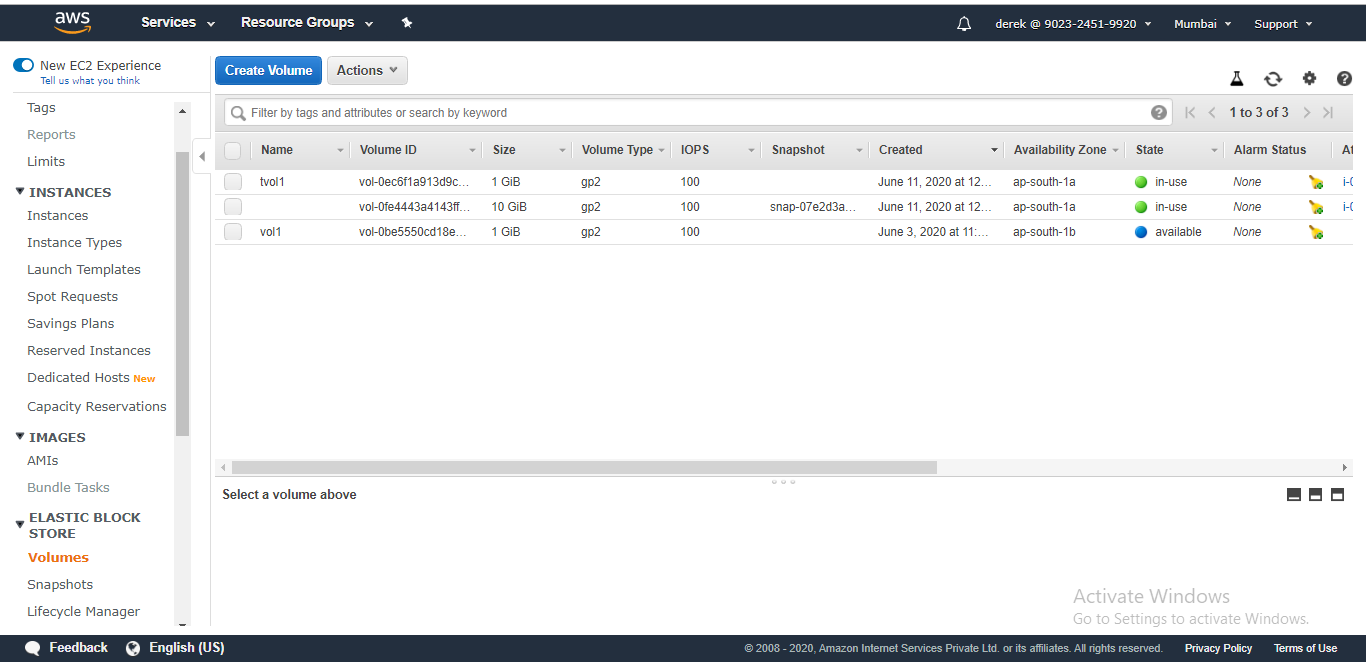 aws Services Resource Groups derek @ 9023-2451-9920 Mumbai Support
New EC2 Experience
Tell us what you think
Tags
Reports
Limits
INSTANCES
Instances
Instance Types
Launch Templates
Spot Requests
Savings Plans
Reserved Instances
Dedicated Hosts New
Capacity Reservations
IMAGES
AMIs
Bundle Tasks
ELASTIC BLOCK
STORE
Volumes
Snapshots
Lifecycle Manager
Create Volume Actions
Filter by tags and attributes or search by keyword 1 to 3 of 3
Name Volume ID Size Volume Type IOPS Snapshot Created Availability Zone State Alarm Status At
tvol1 vol-0ec6f1a913d9c... 1 GiB gp2 100 June 11, 2020 at 12... ap-south-1a in-use None i-0
vol-0fe4443a4143ff... 10 GiB gp2 100 snap-07e2d3a... June 11, 2020 at 12... ap-south-1a in-use None i-0
vol1 vol-0be5550cd18e... 1 GiB gp2 100 June 3, 2020 at 11:... ap-south-1b available None
Select a volume above
Activate Windows
Go to Settings to activate Windows.
Feedback English (US) © 2008 - 2020, Amazon Internet Services Private Ltd. or its affiliates. All rights reserved. Privacy Policy Terms of Use